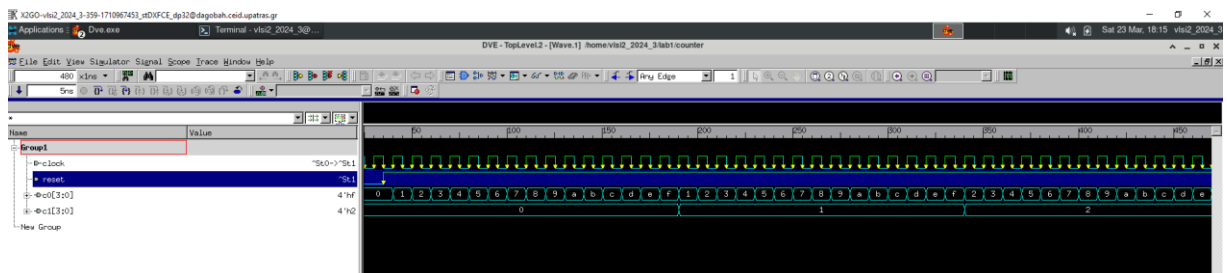 X2GO-vlsi2_2024_3-359-1710967453_stDXFCE_dp32@dagobah.ceid.upatras.gr
Applications Dve.exe Terminal - vlsi2_2024_3@... Sat 23 Mar, 18:15 vlsi2_2024_3
DVE - TopLevel.2 - [Wave.1] /home/vlsi2_2024_3/lab1/counter
File Edit View Simulator Signal Scope Trace Window Help
480 x1ns Any Edge 1
5ns
*
Name Value 50 100 150 200 250 300 350 400 450
Group1
clock St0->St1
reset St1 
c0[3:0] 4'hF 0 1 2 3 4 5 6 7 8 9 a b c d e f 1 2 3 4 5 6 7 8 9 a b c d e f 2 3 4 5 6 7 8 9 a b c d e
c1[3:0] 4'h2 0 1 2
New Group